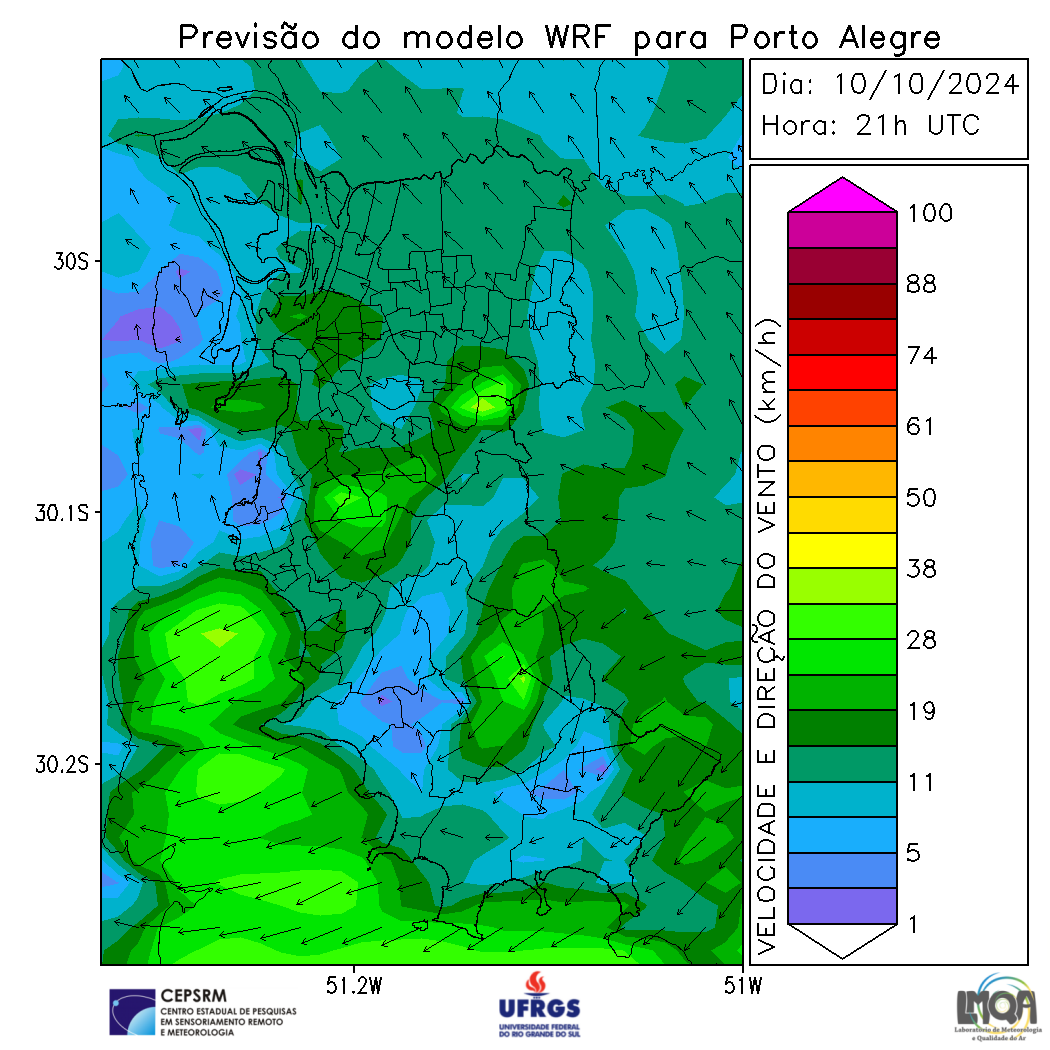 Previsão do modelo WRF para Porto Alegre
Dia: 10/10/2024
Hora: 21h UTC
30S
30.1S
30.2S
51.2W
51W
VELOCIDADE E DIREÇÃO DO VENTO (km/h)
100
88
74
61
50
38
28
19
11
5
1
CEPSRM
CENTRO ESTADUAL DE PESQUISAS
EM SENSORIAMENTO REMOTO
E METEOROLOGIA
UFRGS
UNIVERSIDADE FEDERAL
DO RIO GRANDE DO SUL
LMQA
Laboratório de Meteorologia
e Qualidade do Ar